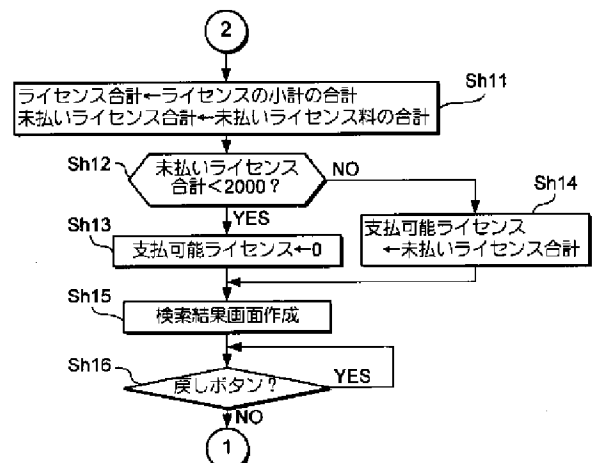 2
Sh11
ライセンス合計←ライセンスの小計の合計
未払いライセンス合計←未払いライセンス料の合計
Sh12
未払いライセンス
合計<2000?
NO
Sh14
YES
Sh13
支払可能ライセンス←0
支払可能ライセンス
←未払いライセンス合計
Sh15
検索結果画面作成
Sh16
戻しボタン?
YES
NO
1